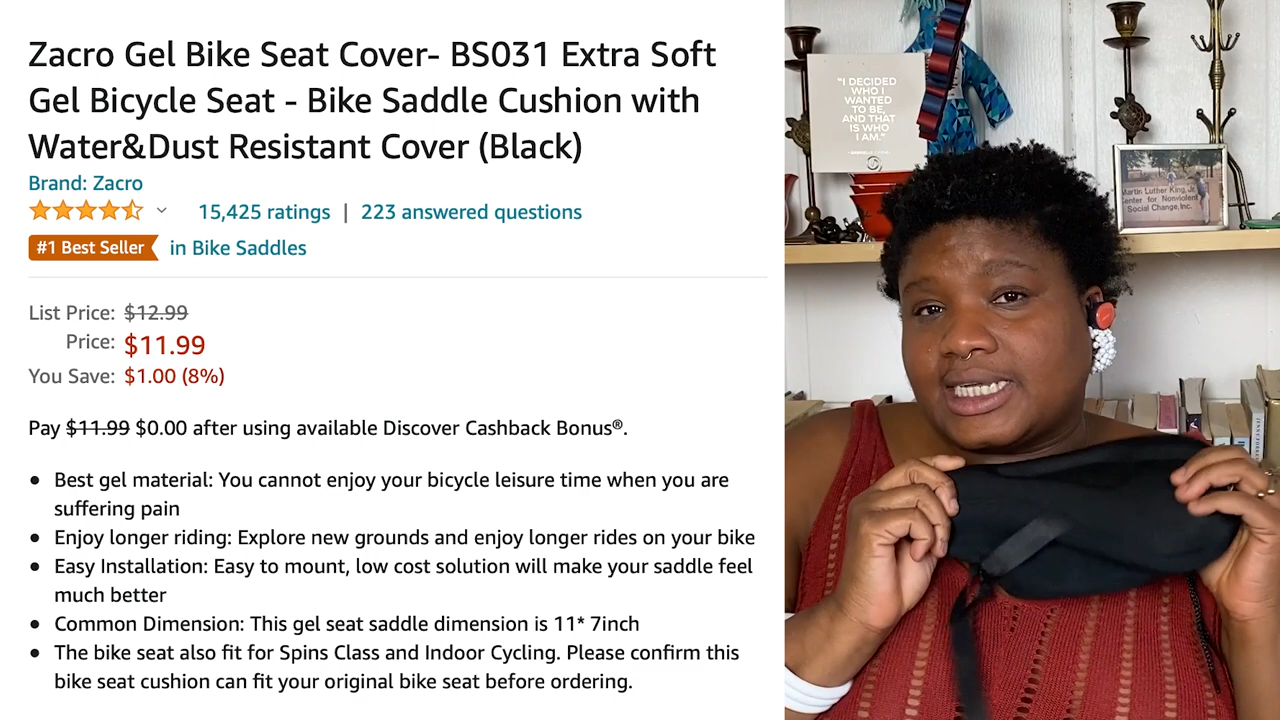 Zacro Gel Bike Seat Cover- BS031 Extra Soft
Gel Bicycle Seat - Bike Saddle Cushion with
Water&Dust Resistant Cover (Black)
Brand: Zacro
15,425 ratings | 223 answered questions
#1 Best Seller in Bike Saddles
List Price: $12.99
Price: $11.99
You Save: $1.00 (8%)
Pay $11.99 $0.00 after using available Discover Cashback Bonus®.
• Best gel material: You cannot enjoy your bicycle leisure time when you are
suffering pain
• Enjoy longer riding: Explore new grounds and enjoy longer rides on your bike
• Easy Installation: Easy to mount, low cost solution will make your saddle feel
much better
• Common Dimension: This gel seat saddle dimension is 11* 7inch
• The bike seat also fit for Spins Class and Indoor Cycling. Please confirm this
bike seat cushion can fit your original bike seat before ordering.
"I DECIDED
WHO I
WANTED
TO BE,
AND THAT
IS WHO
I AM."
Martin Luther King, Jr.
Center for Nonviolent
Social Change, Inc.